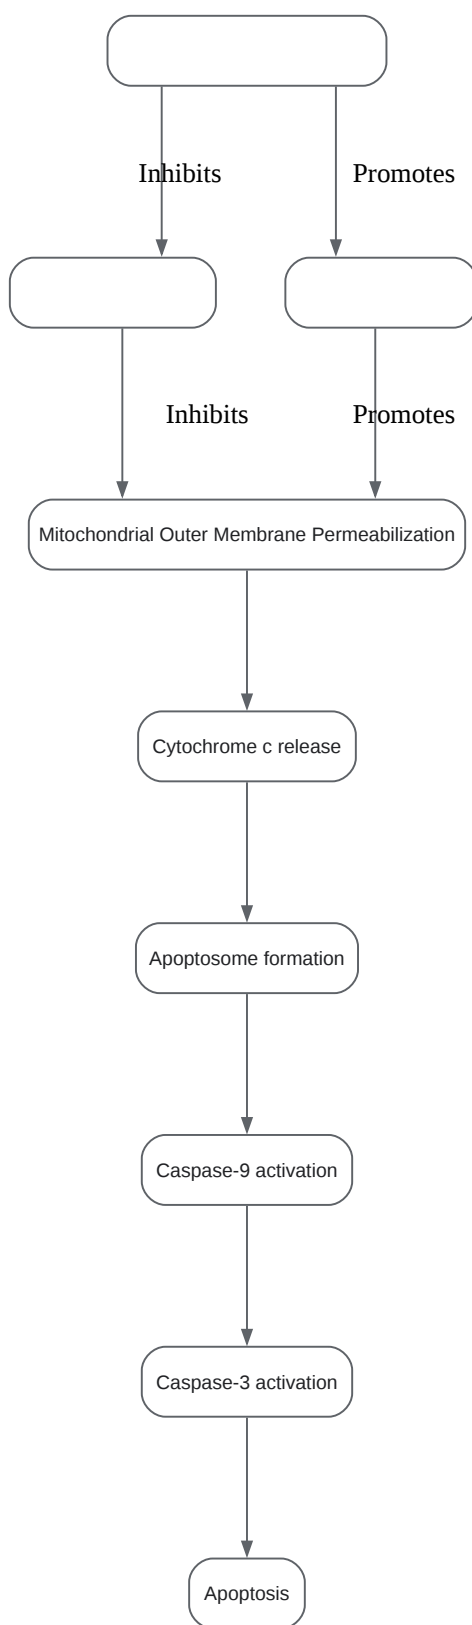 Inhibits
Promotes
Inhibits
Promotes
Mitochondrial Outer Membrane Permeabilization
Cytochrome c release
Apoptosome formation
Caspase-9 activation
Caspase-3 activation
Apoptosis